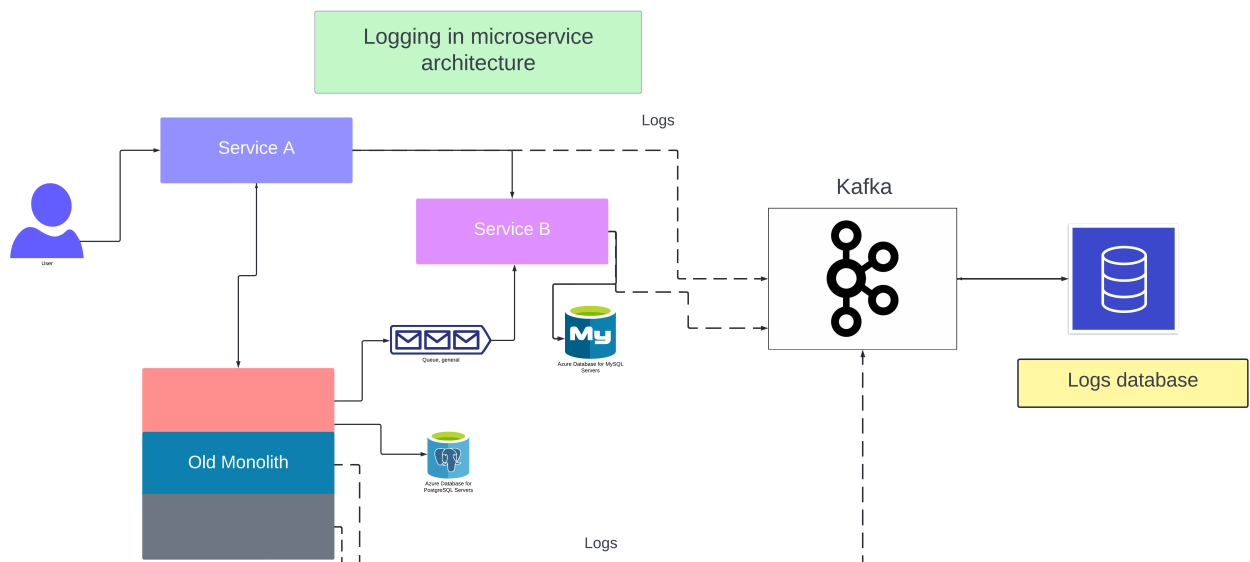 Logging in microservice
architecture
Logs
Service A
Kafka
Service B
User
My
Queue, general
Azure Database for MySQL
Servers
Logs database
Old Monolith
Azure Database for
PostgreSQL Servers
Logs